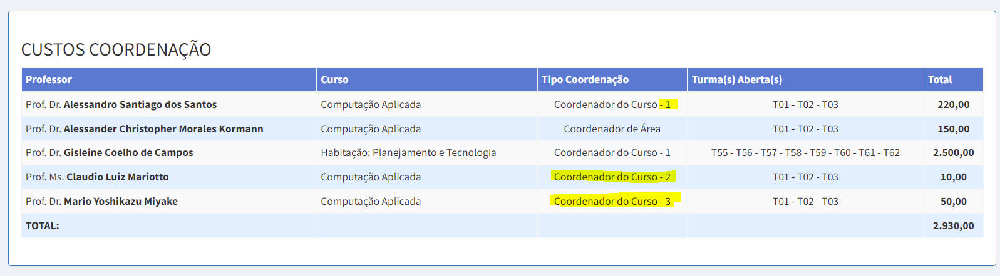 CUSTOS COORDENAÇÃO
Professor Curso Tipo Coordenação Turma(s) Aberta(s) Total
Prof. Dr. Alessandro Santiago dos Santos Computação Aplicada Coordenador do Curso - 1 T01 - T02 - T03 220,00
Prof. Dr. Alessander Christopher Morales Kormann Computação Aplicada Coordenador de Área T01 - T02 - T03 150,00
Prof. Dr. Gisleine Coelho de Campos Habitação: Planejamento e Tecnologia Coordenador do Curso - 1 T55 - T56 - T57 - T58 - T59 - T60 - T61 - T62 2.500,00
Prof. Ms. Claudio Luiz Mariotto Computação Aplicada Coordenador do Curso - 2 T01 - T02 - T03 10,00
Prof. Dr. Mario Yoshikazu Miyake Computação Aplicada Coordenador do Curso - 3 T01 - T02 - T03 50,00
TOTAL: 2.930,00